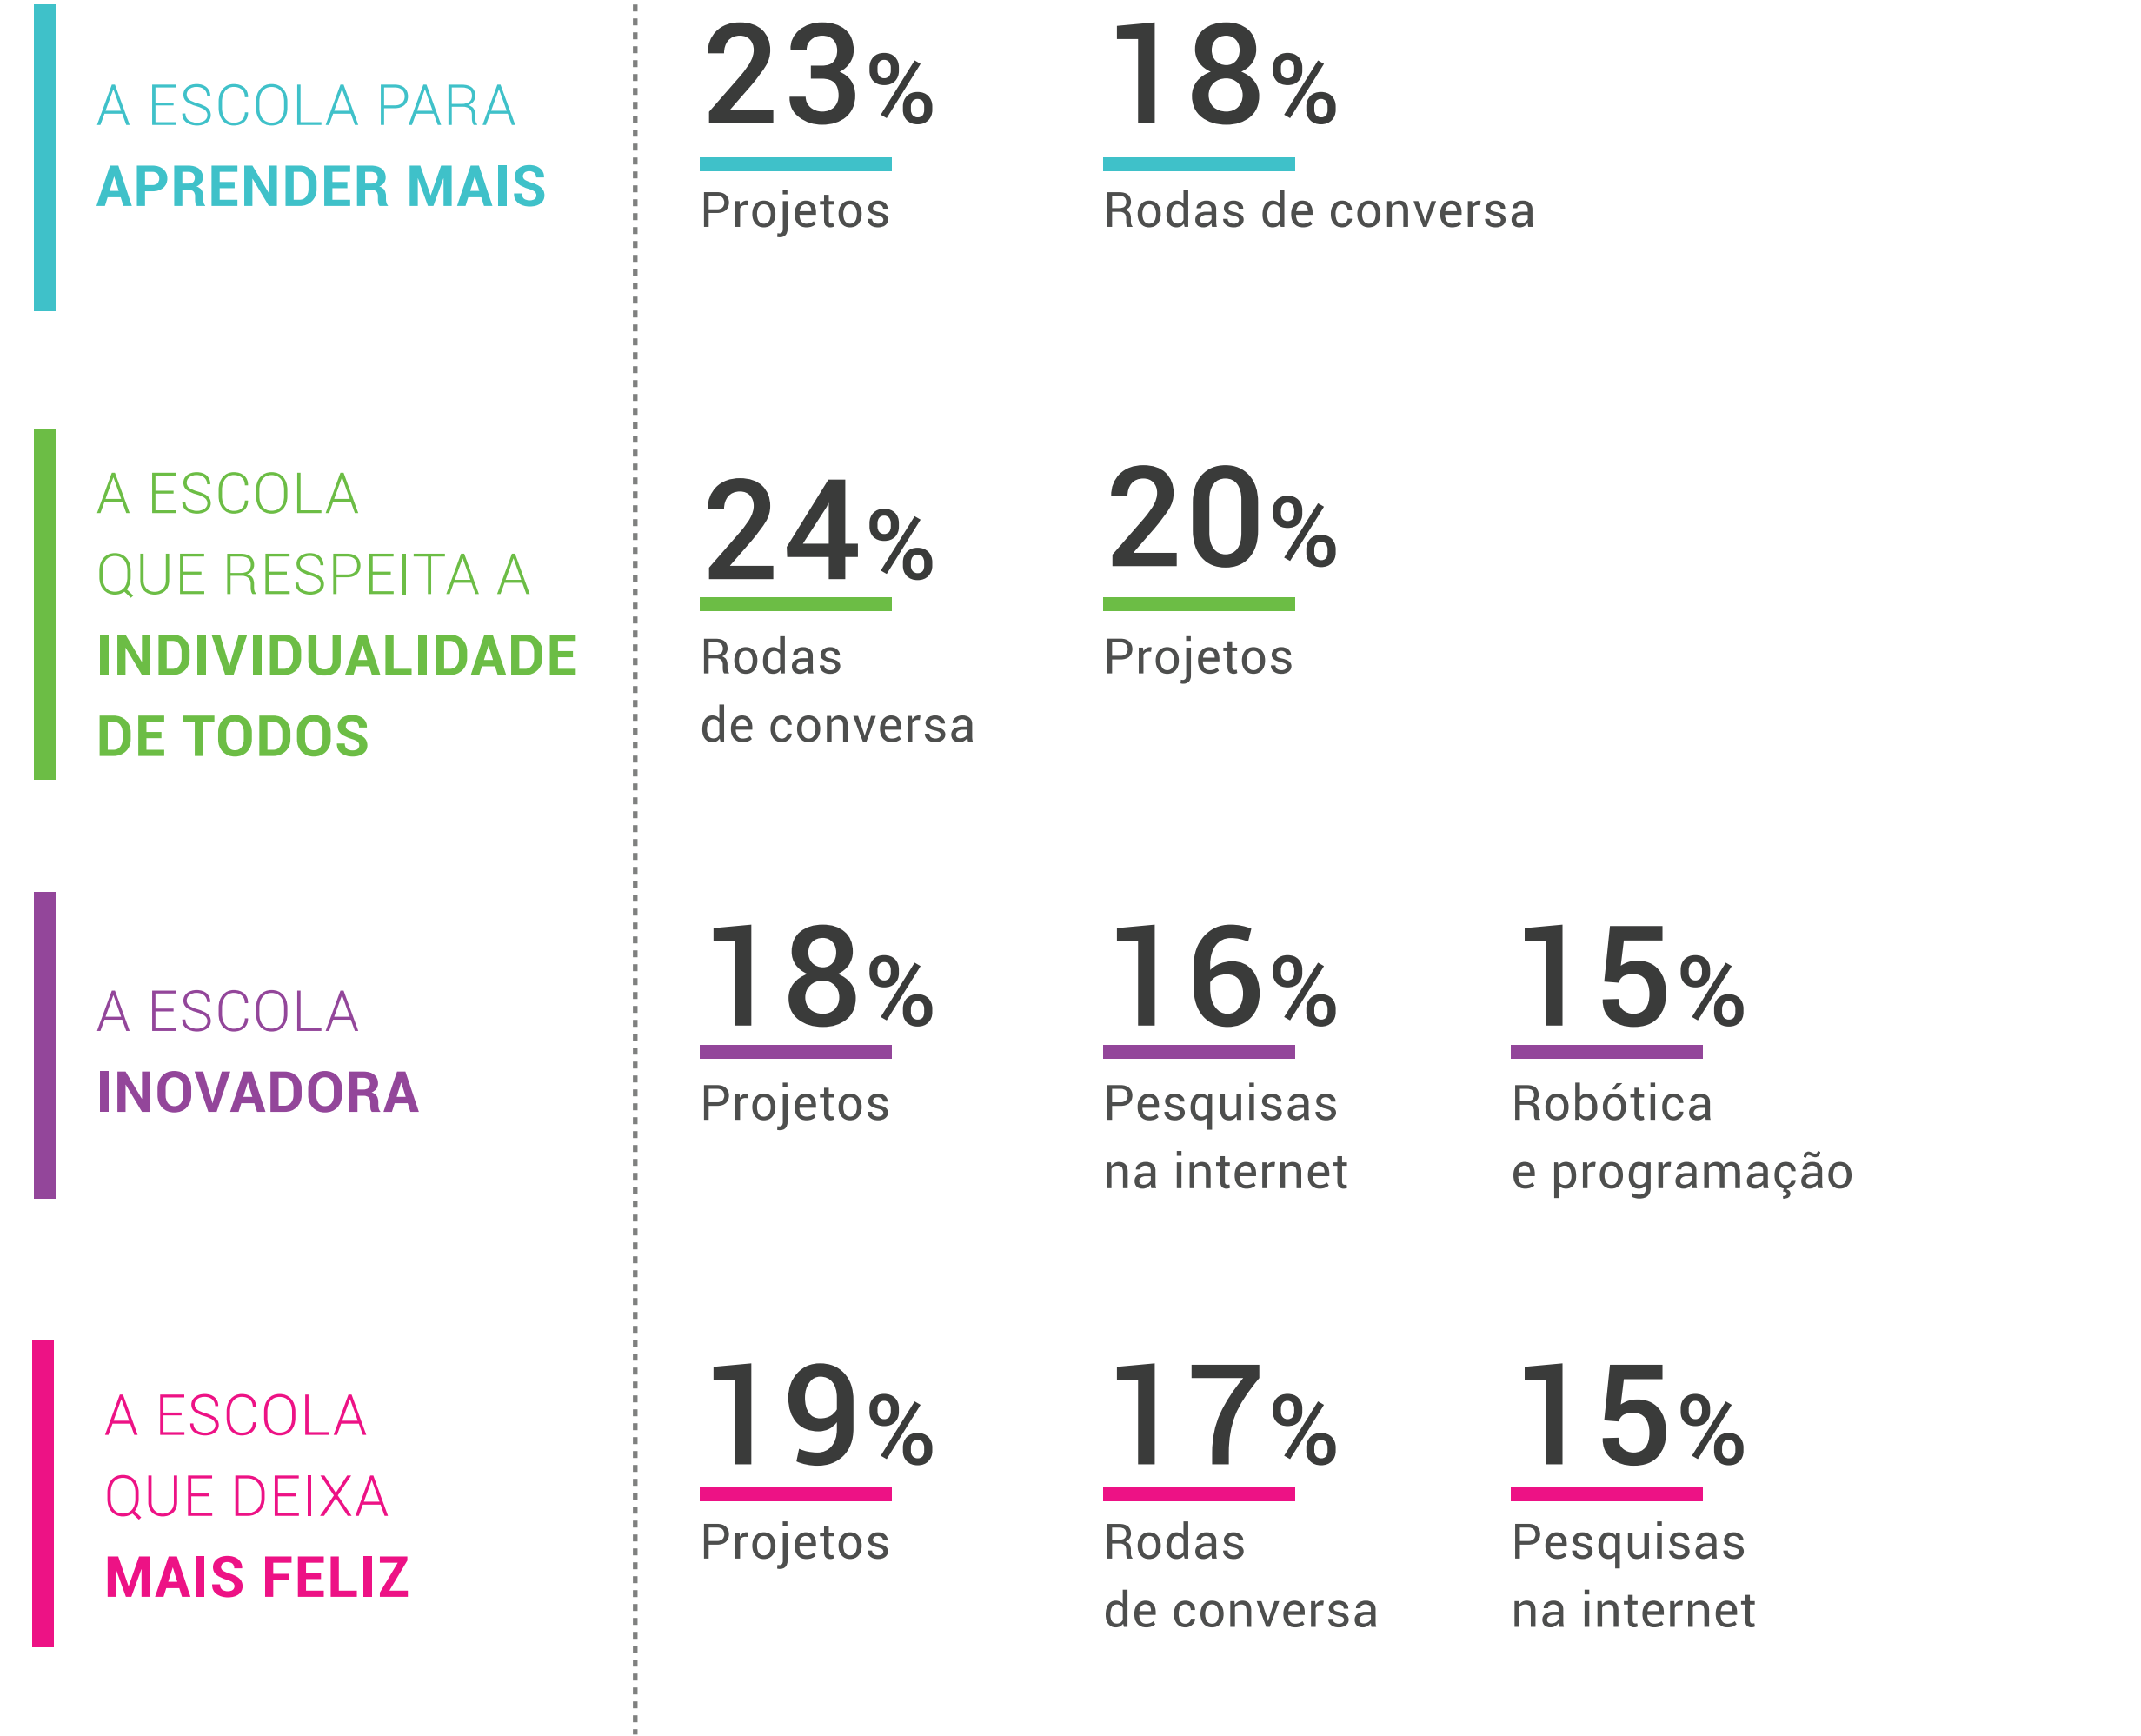 A ESCOLA PARA
APRENDER MAIS
23%
Projetos
18%
Rodas de conversa
A ESCOLA
QUE RESPEITA A
INDIVIDUALIDADE
DE TODOS
24%
Rodas
de conversa
20%
Projetos
A ESCOLA
INOVADORA
18%
Projetos
16%
Pesquisas
na internet
15%
Robótica
e programação
A ESCOLA
QUE DEIXA
MAIS FELIZ
19%
Projetos
17%
Rodas
de conversa
15%
Pesquisas
na internet